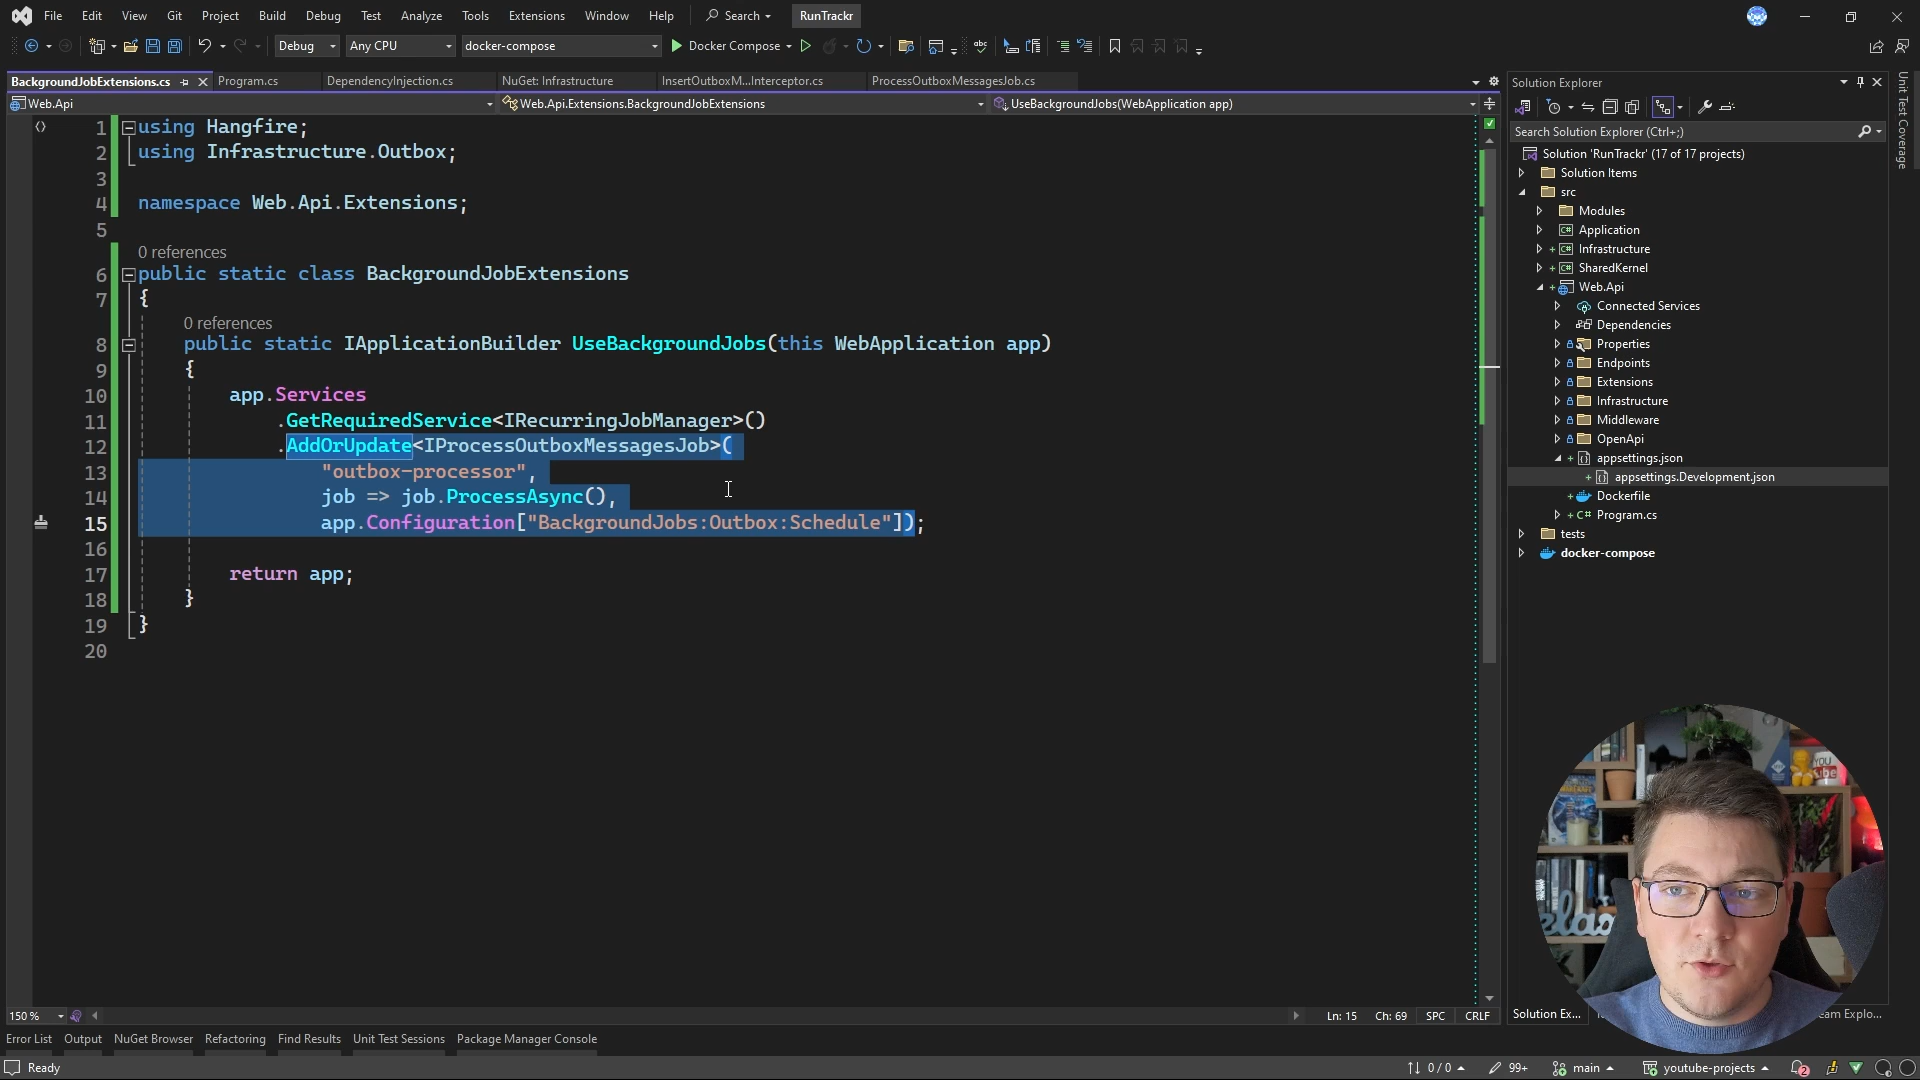 File Edit View Git Project Build Debug Test Analyze Tools Extensions Window Help Search RunTrackr
Debug Any CPU docker-compose Docker Compose
BackgroundJobExtensions.cs Program.cs DependencyInjection.cs NuGet: Infrastructure InsertOutboxM...Interceptor.cs ProcessOutboxMessagesJob.cs
Web.Api Web.Api.Extensions.BackgroundJobExtensions UseBackgroundJobs(WebApplication app)
1 using Hangfire;
2 using Infrastructure.Outbox;
3
4 namespace Web.Api.Extensions;
5
0 references
6 public static class BackgroundJobExtensions
7 {
0 references
8 public static IApplicationBuilder UseBackgroundJobs(this WebApplication app)
9 {
10 app.Services
11 .GetRequiredService<IRecurringJobManager>()
12 .AddOrUpdate<IProcessOutboxMessagesJob>(
13 "outbox-processor",
14 job => job.ProcessAsync(),
15 app.Configuration["BackgroundJobs:Outbox:Schedule"]);
16
17 return app;
18 }
19 }
20
150 % Ln: 15 Ch: 69 SPC CRLF
Error List Output NuGet Browser Refactoring Find Results Unit Test Sessions Package Manager Console
Ready 0 / 0 99+ main youtube-projects 2
Solution Explorer
Search Solution Explorer (Ctrl+;)
Solution 'RunTrackr' (17 of 17 projects)
Solution Items
src
Modules
Application
Infrastructure
SharedKernel
Web.Api
Connected Services
Dependencies
Properties
Endpoints
Extensions
Infrastructure
Middleware
OpenApi
appsettings.json
appsettings.Development.json
Dockerfile
Program.cs
tests
docker-compose
Solution Ex... eam Explo...
Unit Test Coverage
YOU
elax